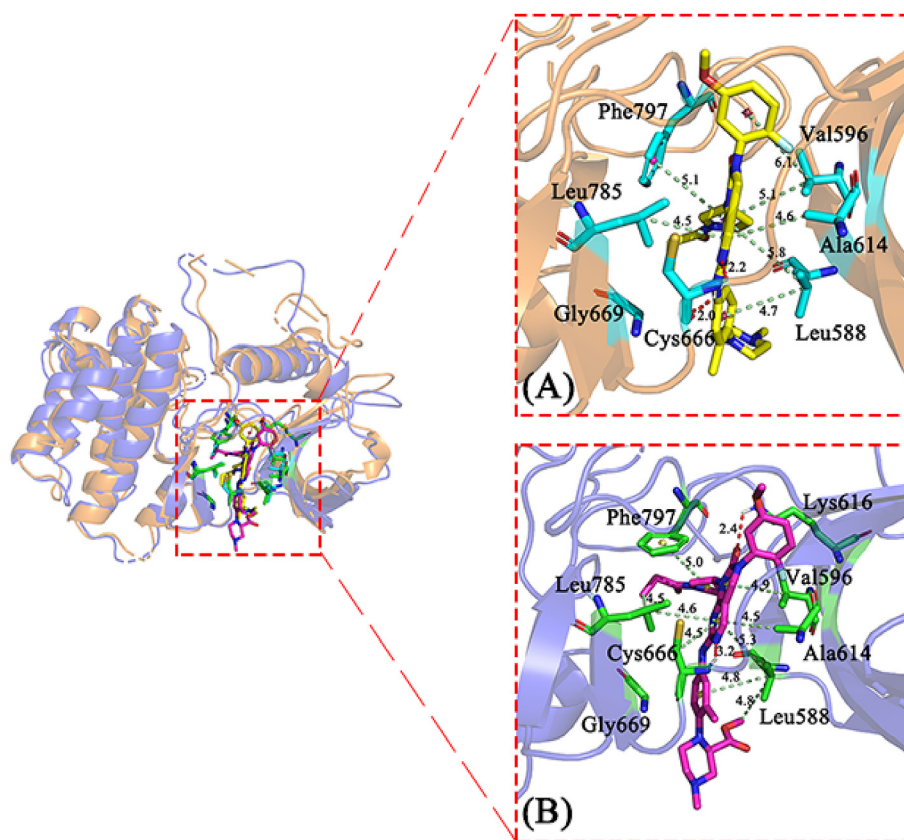 Phe797
Val596
6.1
Leu785
5.1
5.1
4.5
4.6
Ala614
5.8
2.2
Gly669
Cys666
2.0
4.7
Leu588
(A)
Lys616
Phe797
2.4
5.0
Val596
Leu785
4.9
4.5
4.6
4.5
Cys666
4.5
5.3
Ala614
3.2
4.8
Gly669
4.8
Leu588
(B)